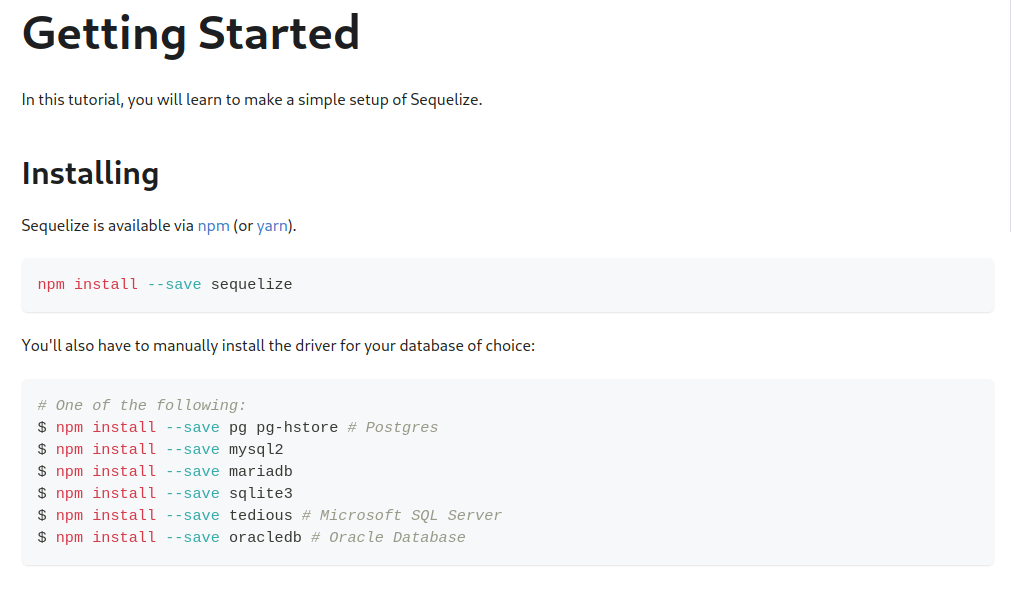 Getting Started
In this tutorial, you will learn to make a simple setup of Sequelize.
Installing
Sequelize is available via npm (or yarn).
npm install --save sequelize
You'll also have to manually install the driver for your database of choice:
# One of the following:
$ npm install --save pg pg-hstore # Postgres
$ npm install --save mysql2
$ npm install --save mariadb
$ npm install --save sqlite3
$ npm install --save tedious # Microsoft SQL Server
$ npm install --save oracledb # Oracle Database